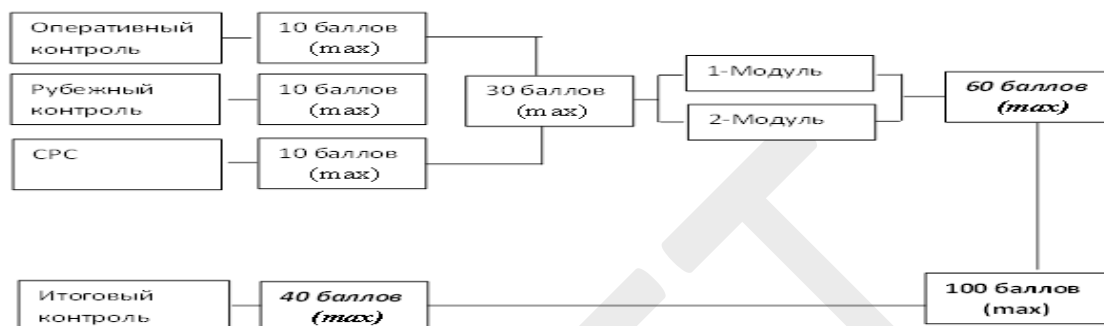 Оперативный
контроль
10 баллов
(max)
Рубежный
контроль
10 баллов
(max)
СРС
10 баллов
(max)
30 баллов
(max)
1-Модуль
2-Модуль
60 баллов
(max)
Итоговый
контроль
40 баллов
(max)
100 баллов
(max)